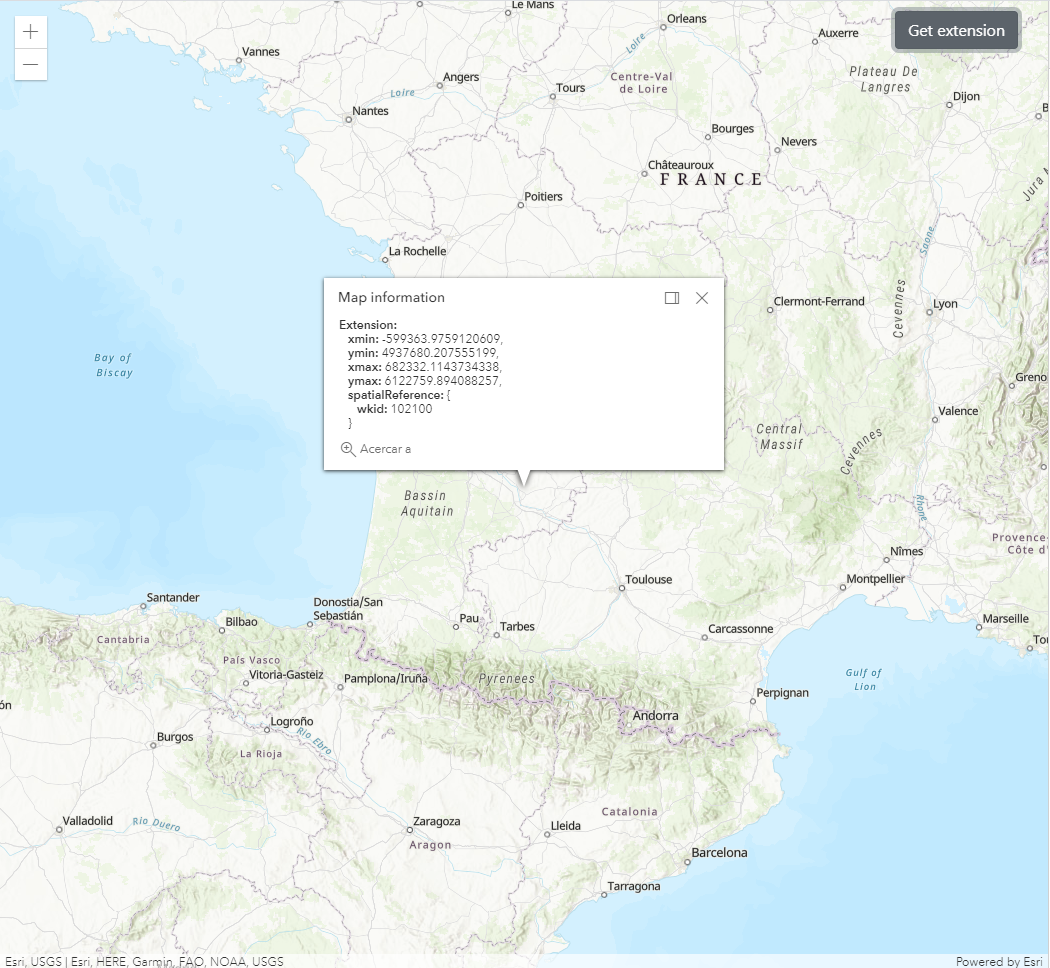 Le Mans
Orleans
Auxerre
Get extension
Vannes
Loire
Angers
Centre-Val
de Loire
Plateau De
Langres
Tours
Loire
Dijon
Nantes
Bourges
Nevers
Châteauroux
FRANCE
Jura
Poitiers
La Rochelle
Saone
Map information
Clermont-Ferrand
Cevennes
Lyon
Extension:
xmin: -599363.9759120609,
ymin: 4937680.207555199,
xmax: 682332.1143734338,
ymax: 6122759.894088257,
spatialReference: {
wkid: 102100
}
Acercar a
Bay of
Biscay
Greno
Valence
Central
Massif
Cevennes
Bassin
Aquitain
Rhone
Provence-
Côte d'
Nîmes
Toulouse
Montpellier
Santander
Donostia/San
Sebastián
Bilbao
Pau
Tarbes
Carcassonne
Marseille
Cantabria
Tou
País Vasco
Vitoria-Gasteiz
Pamplona/Iruña
Pyrenees
Gulf of
Lion
Perpignan
ón
Logroño
Andorra
Burgos
Río Ebro
La Rioja
Catalonia
Valladolid
Río Duero
Zaragoza
Lleida
Aragon
Barcelona
Tarragona
Esri, USGS | Esri, HERE, Garmin, FAO, NOAA, USGS
Powered by Esri